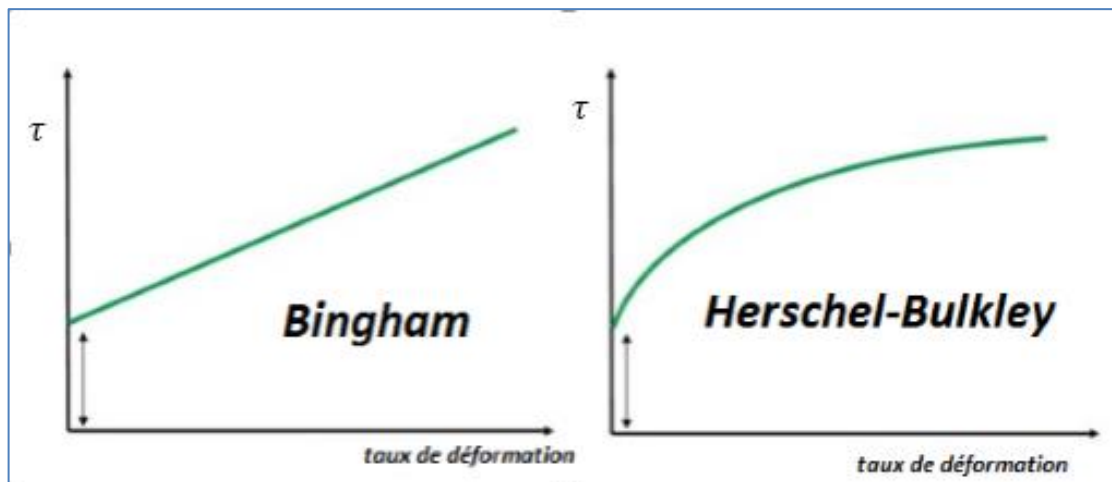 τ
Bingham
taux de déformation
τ
Herschel-Bulkley
taux de déformation